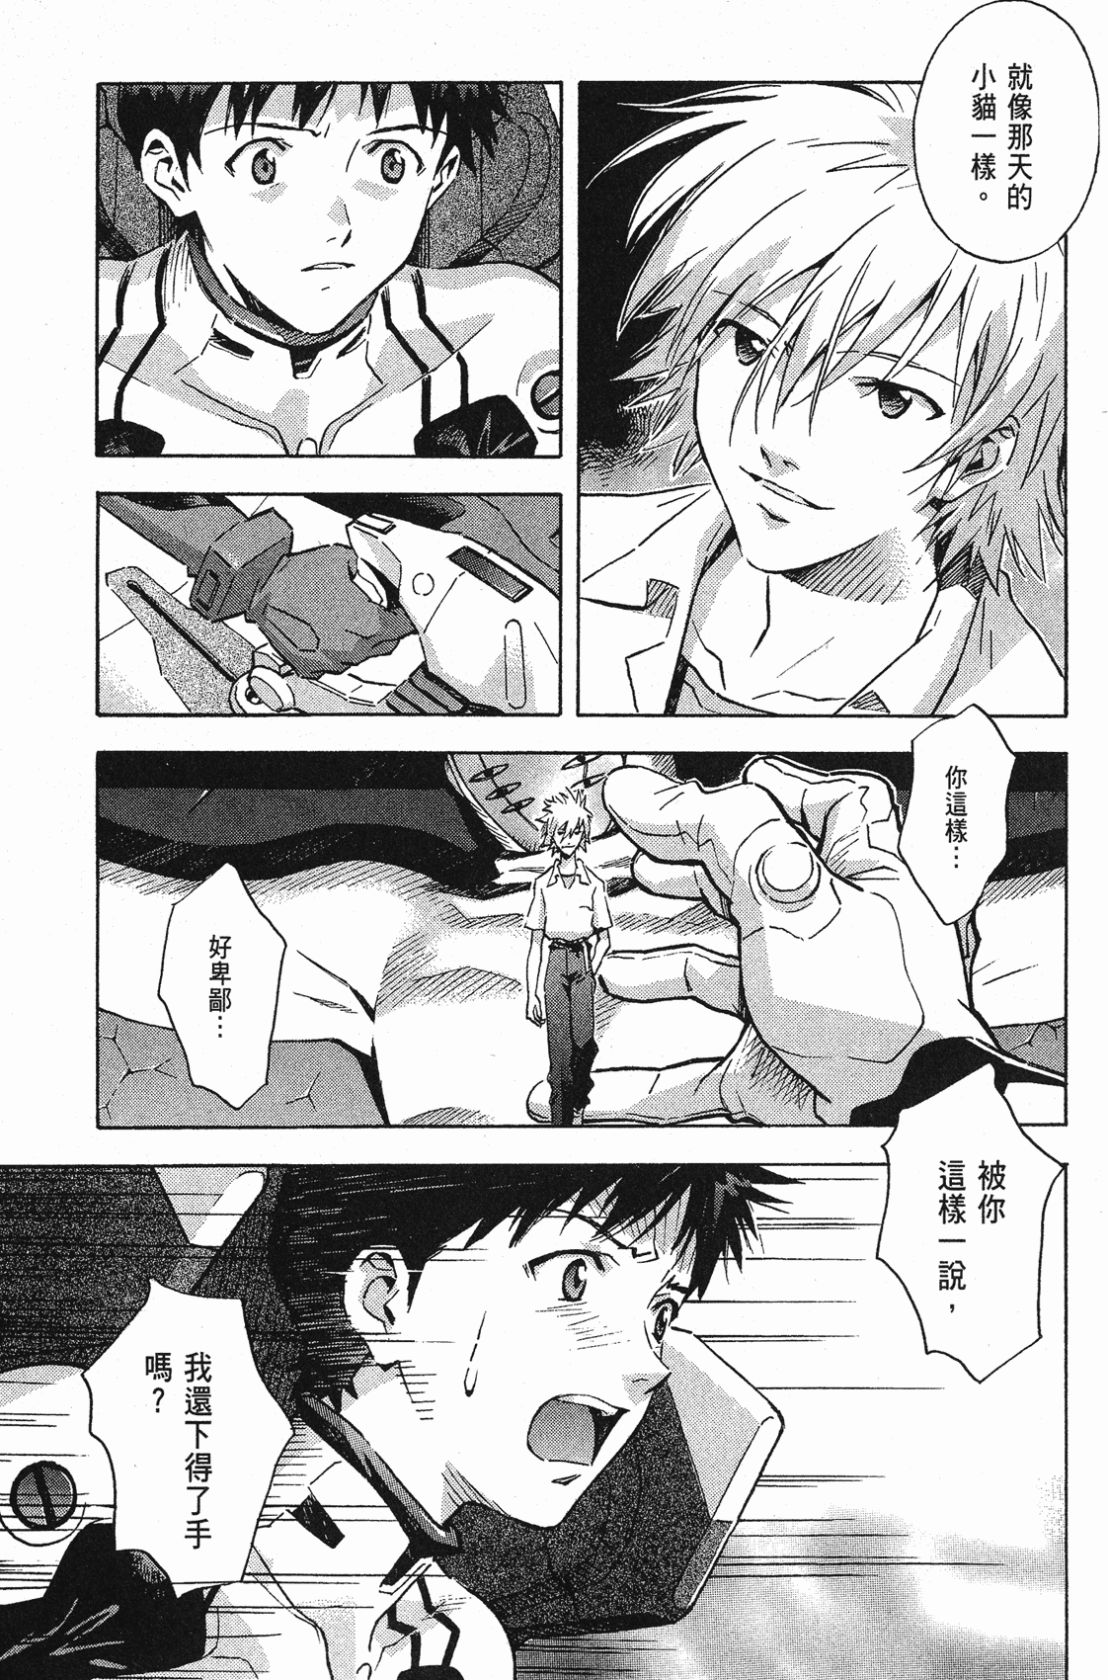 就像那天的
小貓一樣。
你這樣…
好卑鄙…
被你
這樣一說，
我還下得了手
嗎？